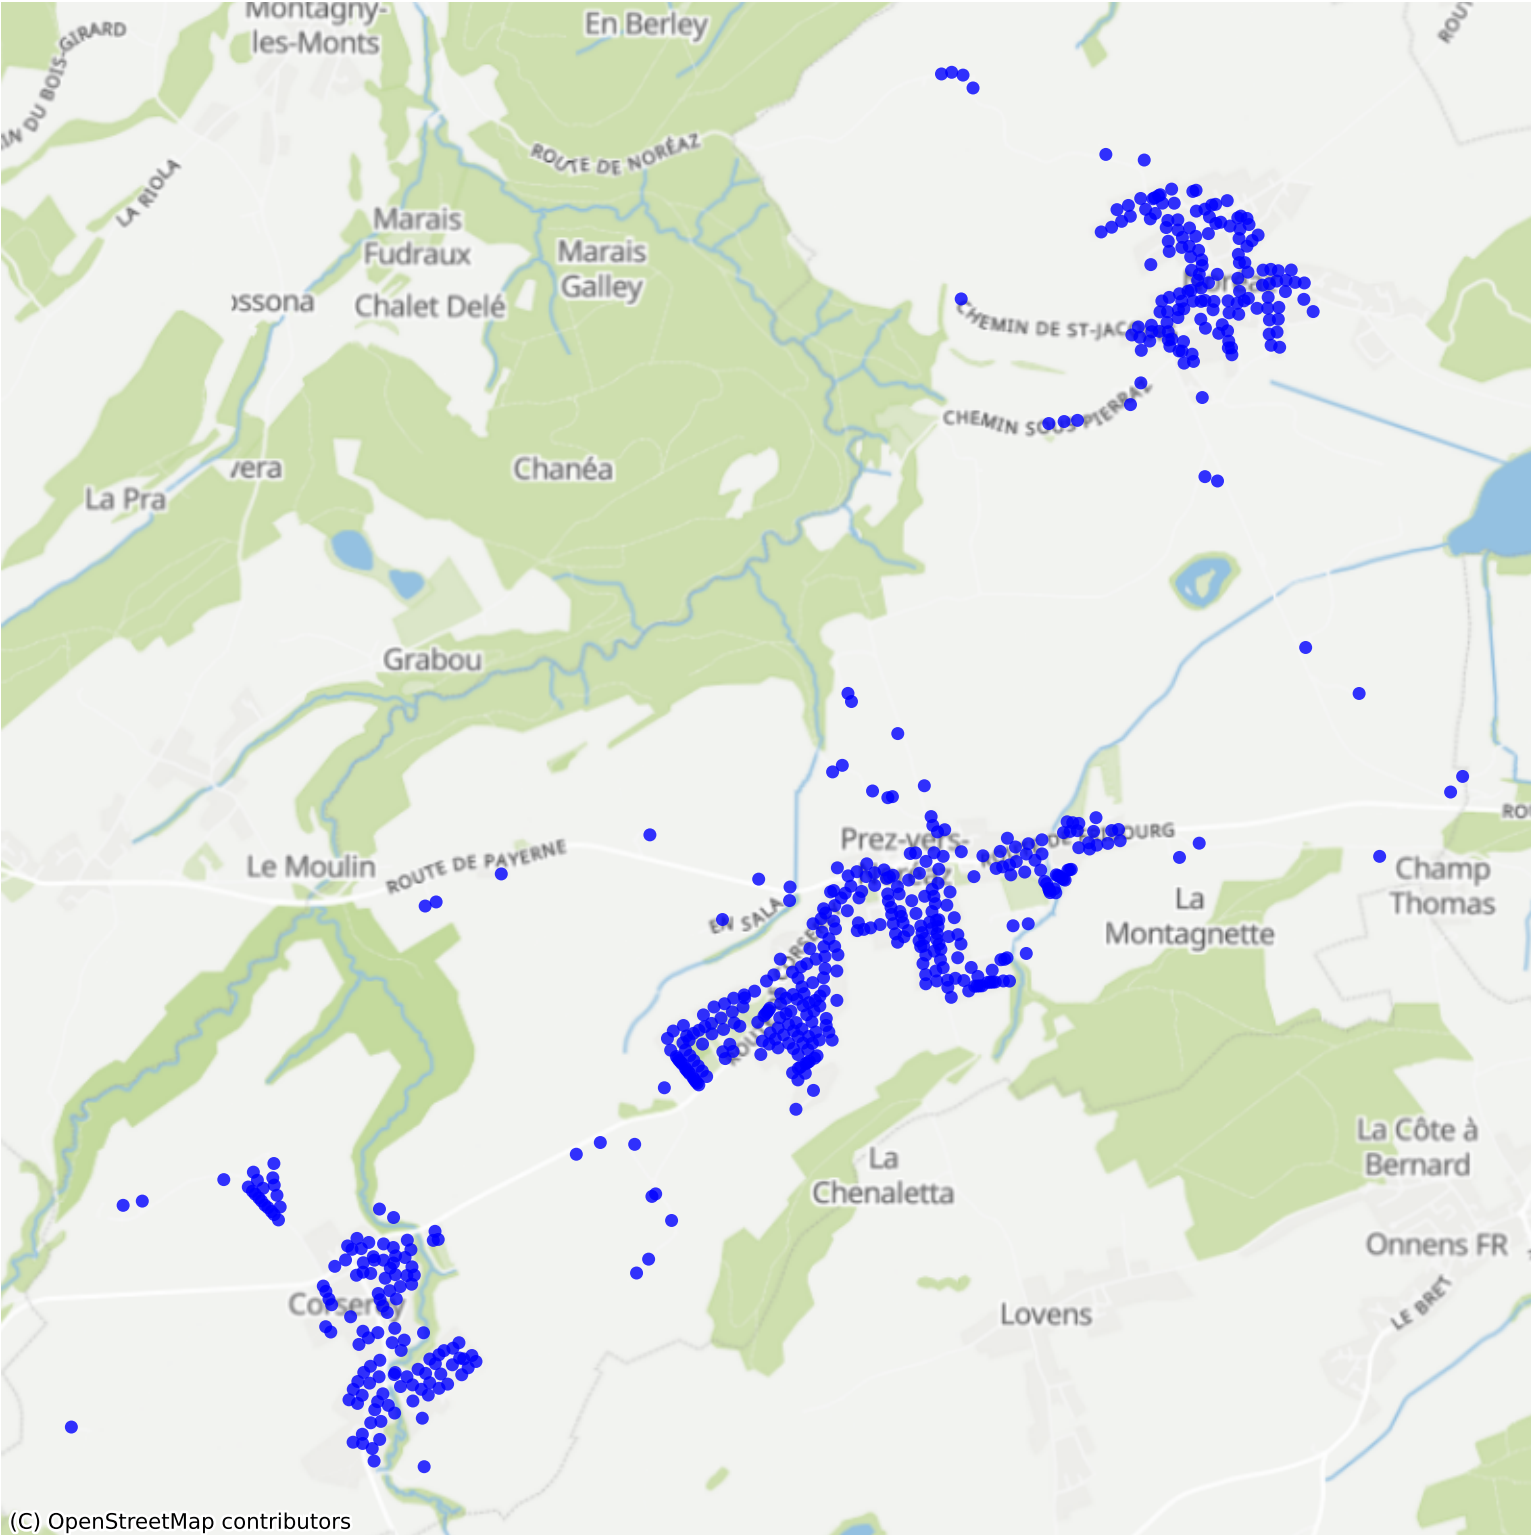 Montagny-
les-Monts
En Berley
ROUTE DE NORÉAZ
LA RIOLA
Marais
Fudraux
Marais
Galley
Chalet Delé
CHEMIN DE ST-JAC
CHEMIN SOUS PIERRAZ
Chanéa
La Pra
Grabou
Prez-vers-
Le Moulin
ROUTE DE PAYERNE
EN SALA
Champ
Thomas
La
Montagnette
La Côte à
Bernard
La
Chenaletta
Onnens FR
Lovens
LE BRET
(C) OpenStreetMap contributors